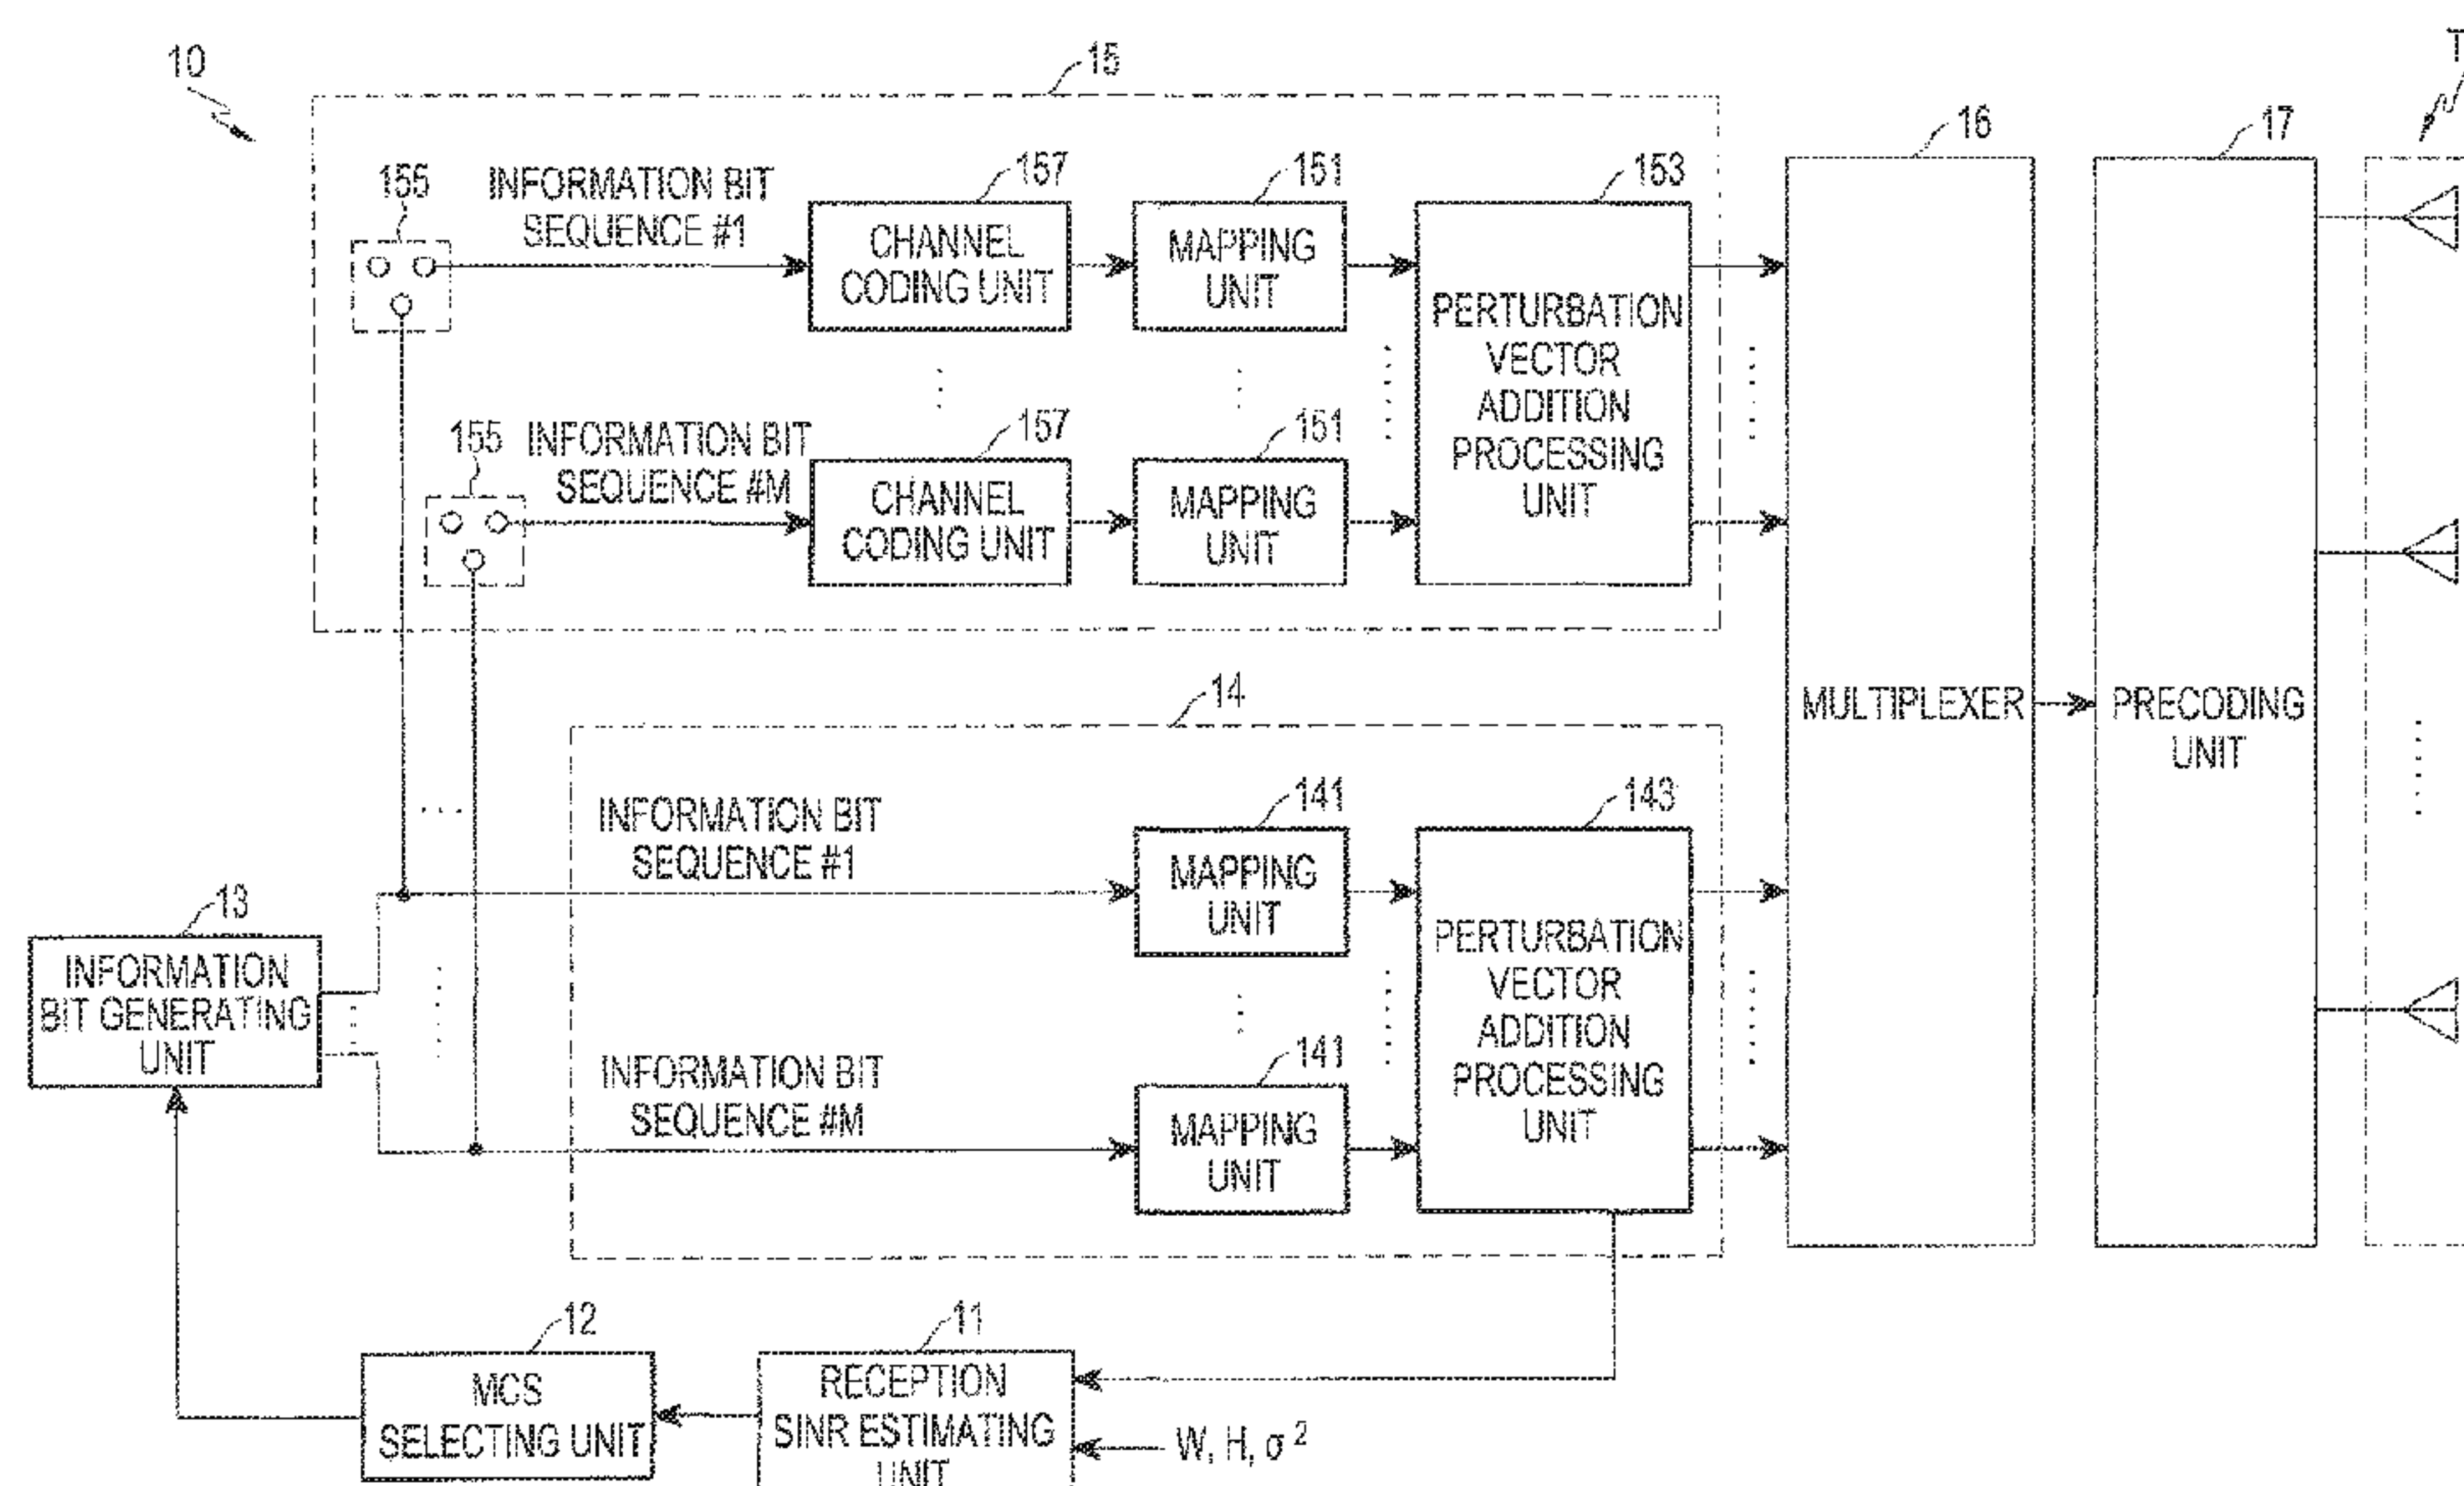 10
15
T
16
17
155
INFORMATION BIT
SEQUENCE #1
157
151
153
CHANNEL
CODING UNIT
MAPPING
UNIT
PERTURBATION
VECTOR
ADDITION
PROCESSING
UNIT
155
INFORMATION BIT
SEQUENCE #M
157
151
CHANNEL
CODING UNIT
MAPPING
UNIT
MULTIPLEXER
PRECODING
UNIT
14
INFORMATION BIT
SEQUENCE #1
141
143
MAPPING
UNIT
PERTURBATION
VECTOR
ADDITION
PROCESSING
UNIT
13
INFORMATION
BIT GENERATING
UNIT
INFORMATION BIT
SEQUENCE #M
141
MAPPING
UNIT
12
MCS
SELECTING UNIT
11
RECEPTION
SINR ESTIMATING
UNIT
W, H, σ²